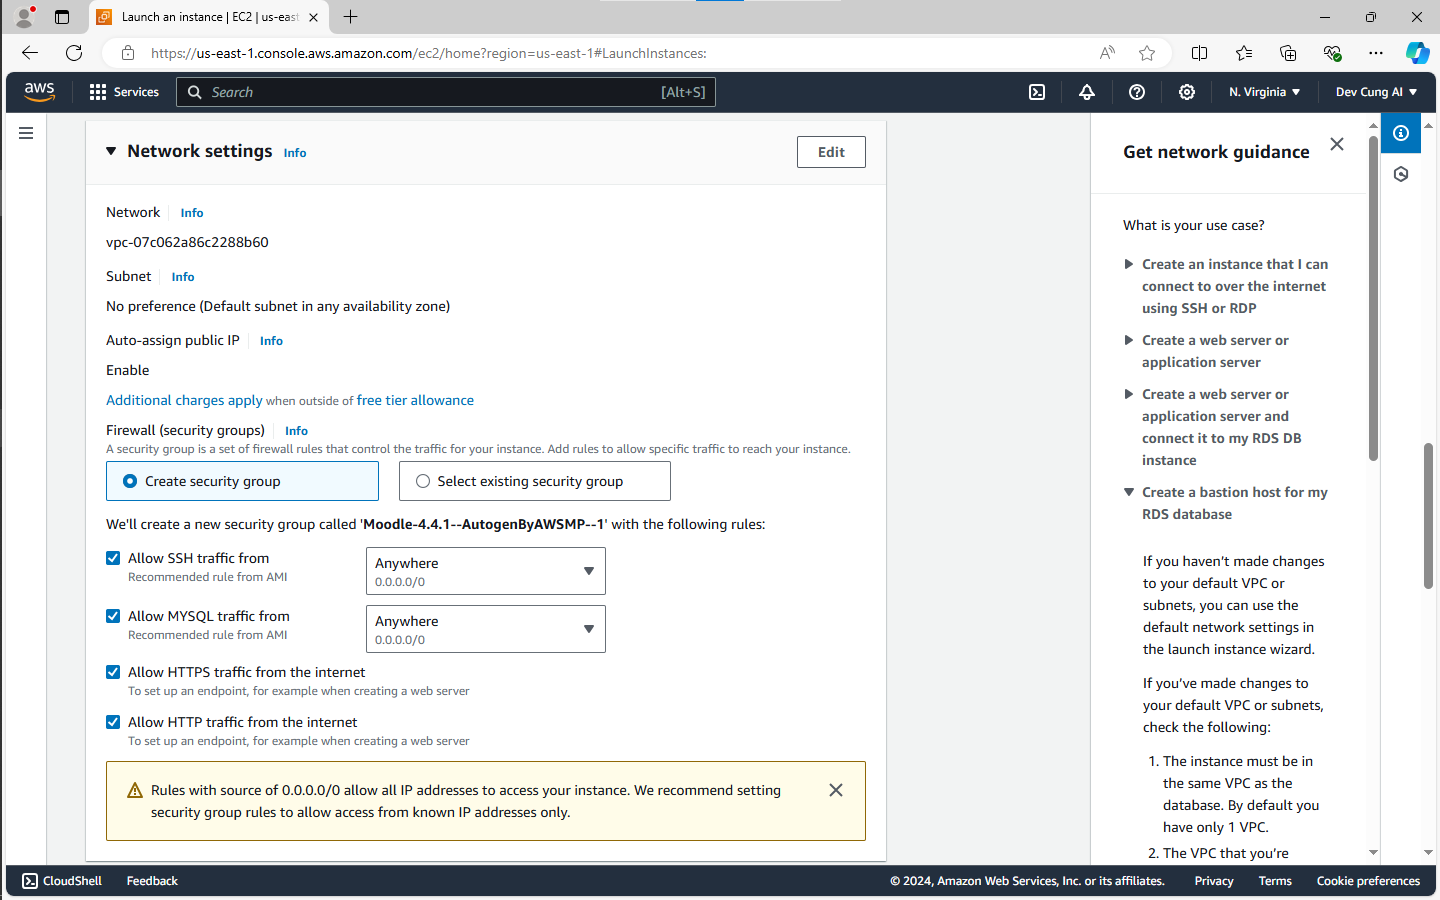 Launch an instance | EC2 | us-east
https://us-east-1.console.aws.amazon.com/ec2/home?region=us-east-1#LaunchInstances:
aws
Services
Search
[Alt+S]
N. Virginia
Dev Cung AI
Network settings
Info
Edit
Network
Info
vpc-07c062a86c2288b60
Subnet
Info
No preference (Default subnet in any availability zone)
Auto-assign public IP
Info
Enable
Additional charges apply when outside of free tier allowance
Firewall (security groups)
Info
A security group is a set of firewall rules that control the traffic for your instance. Add rules to allow specific traffic to reach your instance.
Create security group
Select existing security group
We'll create a new security group called 'Moodle-4.4.1--AutogenByAWSMP--1' with the following rules:
Allow SSH traffic from
Recommended rule from AMI
Anywhere
0.0.0.0/0
Allow MYSQL traffic from
Recommended rule from AMI
Anywhere
0.0.0.0/0
Allow HTTPS traffic from the internet
To set up an endpoint, for example when creating a web server
Allow HTTP traffic from the internet
To set up an endpoint, for example when creating a web server
Rules with source of 0.0.0.0/0 allow all IP addresses to access your instance. We recommend setting
security group rules to allow access from known IP addresses only.
Get network guidance
What is your use case?
Create an instance that I can
connect to over the internet
using SSH or RDP
Create a web server or
application server
Create a web server or
application server and
connect it to my RDS DB
instance
Create a bastion host for my
RDS database
If you haven't made changes
to your default VPC or
subnets, you can use the
default network settings in
the launch instance wizard.
If you've made changes to
your default VPC or subnets,
check the following:
1. The instance must be in
the same VPC as the
database. By default you
have only 1 VPC.
2. The VPC that you're
CloudShell
Feedback
© 2024, Amazon Web Services, Inc. or its affiliates.
Privacy
Terms
Cookie preferences